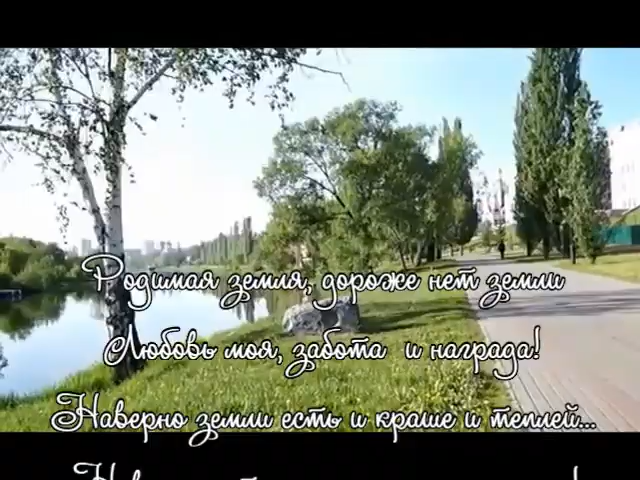 Родимая земля, дороже нет земли
Любовь моя, забота и награда!
Наверно земли есть и краше и теплей...